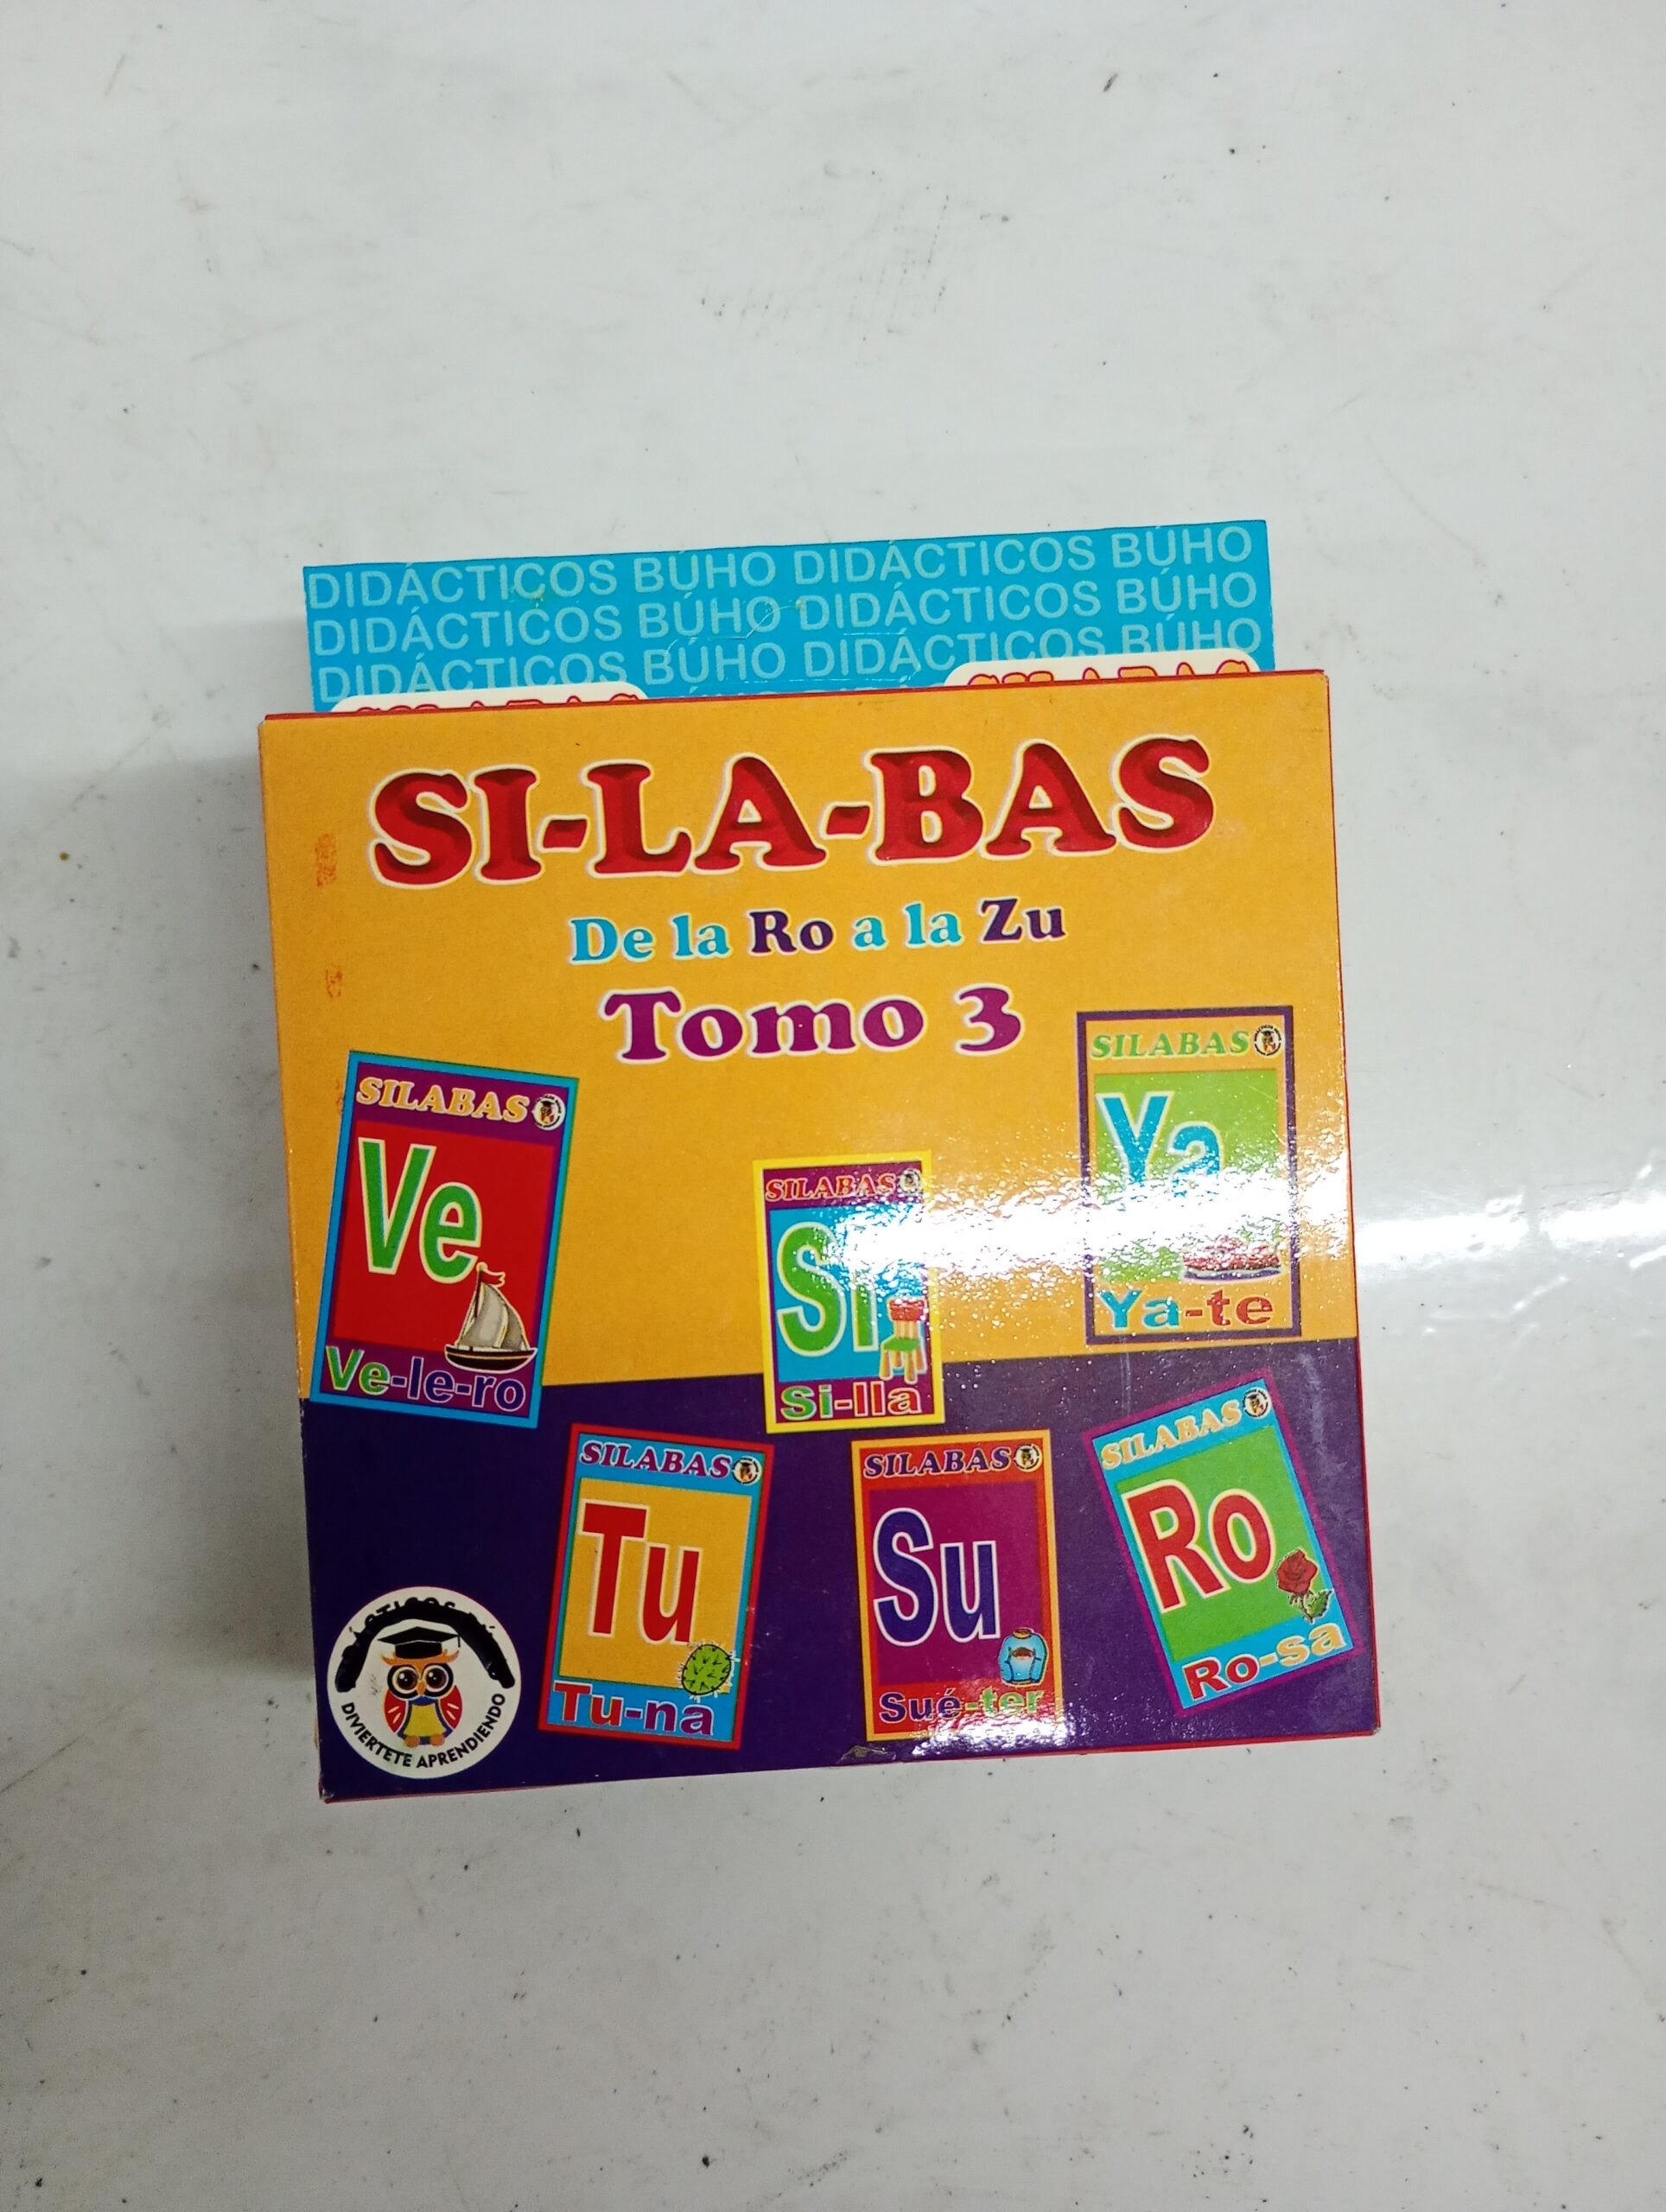 DIDÁCTICOS BÚHO DIDÁCTICOS BÚHO
DIDÁCTICOS BÚHO DIDÁCTICOS BÚHO
DIDÁCTICOS BÚHO DIDÁCTICOS BÚHO
SI-LA-BAS
De la Ro a la Zu
Tomo 3
SILABAS
Ve
Ve-le-ro
SILABAS
Si
Si-lla
SILABAS
Ya
Ya-te
SILABAS
Tu
Tu-na
SILABAS
Su
Sué-ter
SILABAS
Ro
Ro-sa
DIVIERTETE APRENDIENDO